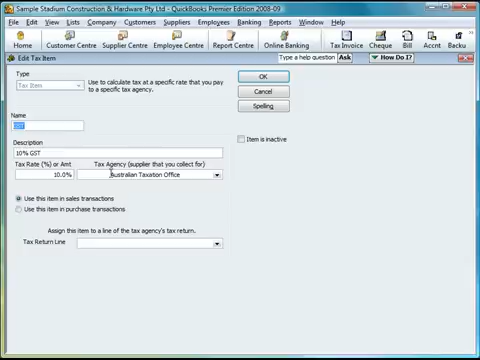 Sample Stadium Construction & Hardware Pty Ltd - QuickBooks Premier Edition 2008-09
File Edit View Lists Company Customers Suppliers Employees Banking Reports Window Help
Home Customer Centre Supplier Centre Employee Centre Report Centre Online Banking Tax Invoice Cheque Bill Accnt Backu
Edit Tax Item Type a help question Ask How Do I?
Type
Tax Item
Use to calculate tax at a specific rate that you pay
to a specific tax agency.
OK
Cancel
Spelling
Name
GST
Item is inactive
Description
10% GST
Tax Rate (%) or Amt Tax Agency (supplier that you collect for)
10.0% Australian Taxation Office
Use this item in sales transactions
Use this item in purchase transactions
Assign this item to a line of the tax agency's tax return.
Tax Return Line